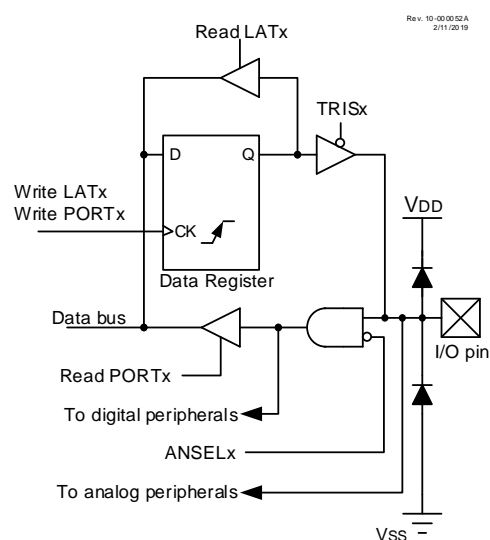 Rev. 10-000052A
2/11/2019
Read LATx
TRISx
D
Q
Write LATx
Write PORTx
CK
VDD
Data Register
Data bus
I/O pin
Read PORTx
To digital peripherals
ANSELx
To analog peripherals
VSS